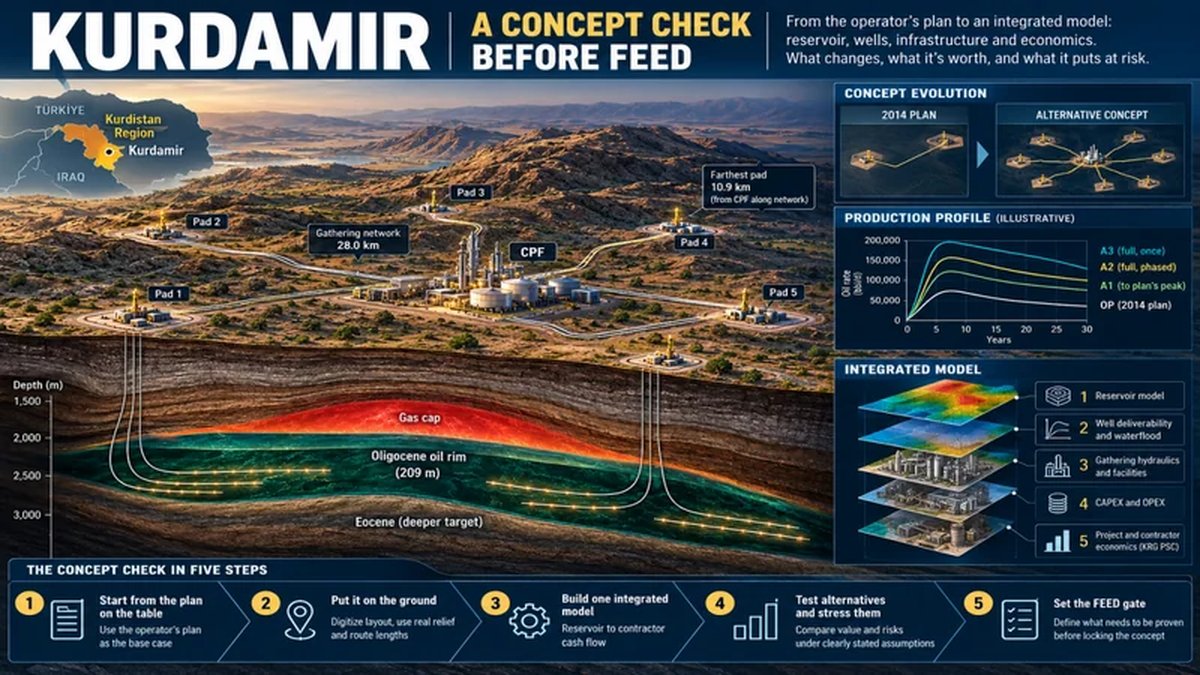 KURDAMIR
A CONCEPT CHECK
BEFORE FEED
From the operator's plan to an integrated model:
reservoir, wells, infrastructure and economics.
What changes, what it's worth, and what it puts at risk.
TÜRKİYE
Kurdistan
Region
Kurdamir
IRAQ
Pad 2
Pad 3
Farthest pad
10.9 km
(from CPF along network)
Gathering network
28.0 km
CPF
Pad 4
Pad 1
Pad 5
Depth (m)
1,500
2,000
2,500
3,000
Gas cap
Oligocene oil rim
(209 m)
Eocene (deeper target)
CONCEPT EVOLUTION
2014 PLAN
ALTERNATIVE CONCEPT
PRODUCTION PROFILE (ILLUSTRATIVE)
Oil rate
200,000
150,000
100,000
50,000
0
0
5
10
15
20
25
30
Years
A3 (full, once)
A2 (full, phased)
A1 (to plan's peak)
OP (2014 plan)
INTEGRATED MODEL
1 Reservoir model
2 Well deliverability
and waterflood
3 Gathering hydraulics
and facilities
4 CAPEX and OPEX
5 Project and contractor
economics (KRG PSC)
THE CONCEPT CHECK IN FIVE STEPS
1
Start from the plan
on the table
Use the operator's plan
as the base case
2
Put it on the ground
Digitize layout, use real relief
and route lengths
3
Build one integrated
model
Reservoir to contractor
cash flow
4
Test alternatives
and stress them
Compare value and risks
under clearly stated assumptions
5
Set the FEED gate
Define what needs to be proven
before locking the concept